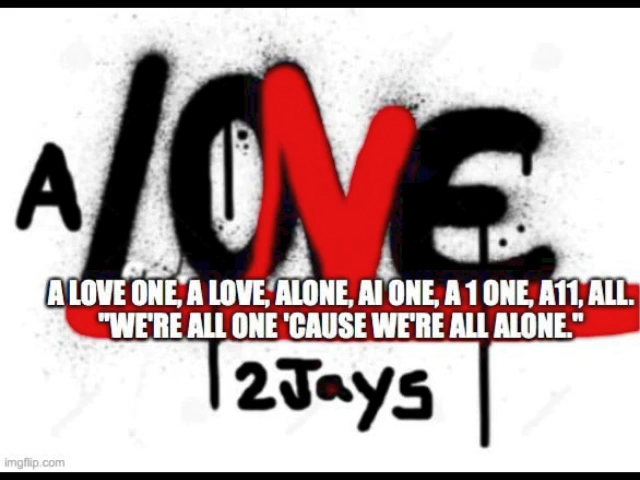 A lONE
A LOVE ONE, A LOVE, ALONE, AI ONE, A 1 ONE, A11, ALL.
"WE'RE ALL ONE 'CAUSE WE'RE ALL ALONE."
2Jays
imgflip.com